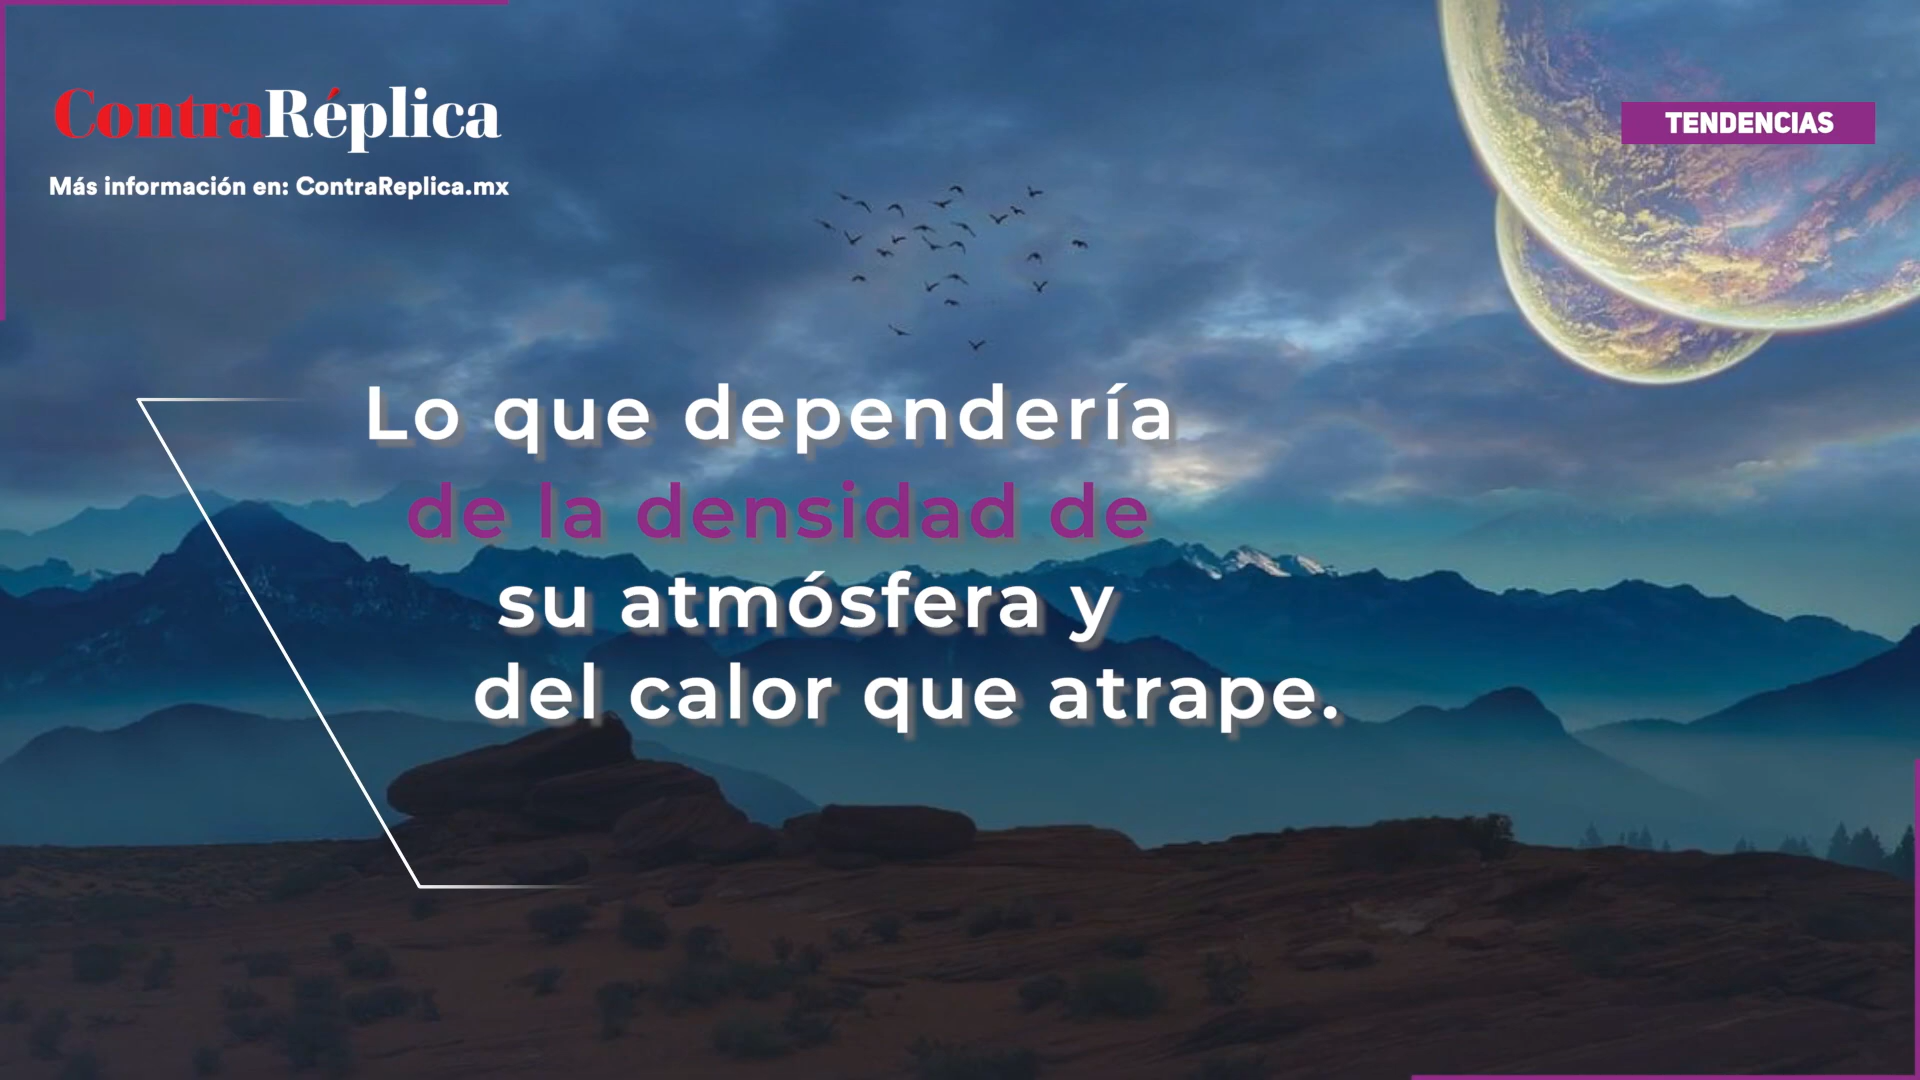 ContraRéplica
Más información en: ContraReplica.mx
TENDENCIAS
Lo que dependería
de la densidad de
su atmósfera y
del calor que atrape.